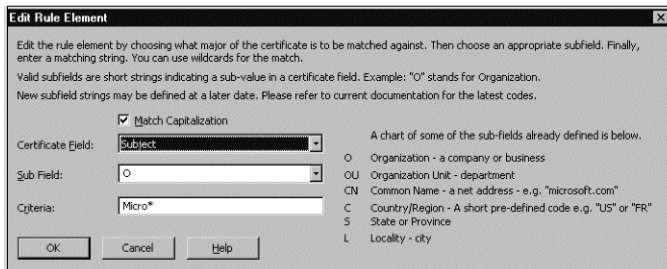 Edit Rule Element
Edit the rule element by choosing what major of the certificate is to be matched against. Then choose an appropriate subfield. Finally,
enter a matching string. You can use wildcards for the match.
Valid subfields are short strings indicating a sub-value in a certificate field. Example: "O" stands for Organization.
New subfield strings may be defined at a later date. Please refer to current documentation for the latest codes.
Match Capitalization
Certificate Field: Subject
Sub Field: O
Criteria: Micro*
OK Cancel Help
A chart of some of the sub-fields already defined is below.
O Organization - a company or business
OU Organization Unit - department
CN Common Name - a net address - e.g. "microsoft.com"
C Country/Region - A short pre-defined code e.g. "US" or "FR"
S State or Province
L Locality - city